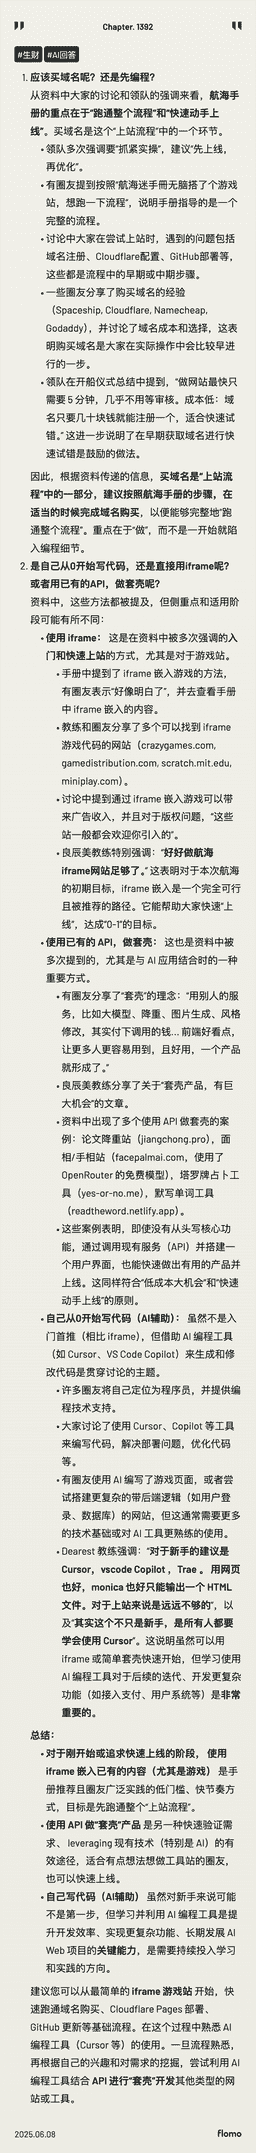 Chapter. 1392
#生财 #AI回答
1. 应该买域名呢？还是先编程？
从资料中大家的讨论和领队的强调来看，航海手
册的重点在于“跑通整个流程”和“快速动手上
线”。买域名是这个“上站流程”中的一个环节。
• 领队多次强调要“抓紧实操”，建议“先上线，
再优化”。
• 有圈友提到按照“航海迷手冊无脑搭了个游戏
站，想跑一下流程”，说明手册指导的是一个
完整的流程。
• 讨论中大家在尝试上站时，遇到的问题包括
域名注册、Cloudflare配置、GitHub部署等，
这些都是流程中的早期或中期步骤。
• 一些圈友分享了购买域名的经验
（Spaceship, Cloudflare, Namecheap,
Godaddy），并讨论了域名成本和选择，这表
明购买域名是大家在实际操作中会比较早进
行的一步。
• 领队在开船仪式总结中提到，“做网站最快只
需要 5 分钟，几乎不用等审核。成本低：域
名只要几十块钱就能注册一个，适合快速试
错。” 这进一步说明了在早期获取域名进行快
速试错是鼓励的做法。
因此，根据资料传递的信息，买域名是“上站流
程”中的一部分，建议按照航海手册的步骤，在
适当的时候完成域名购买，以便能够完整地“跑
通整个流程”。重点在于“做”，而不是一开始就陷
入编程细节。
2. 是自己从0开始写代码，还是直接用iframe呢？
或者用已有的API，做套壳呢？
资料中，这些方法都被提及，但侧重点和适用阶
段可能有所不同：
• 使用 iframe： 这是在资料中被多次强调的入
门和快速上站的方式，尤其是对于游戏站。
• 手册中提到了 iframe 嵌入游戏的方法，
有圈友表示“好像明白了”，并去查看手册
中 iframe 嵌入的内容。
• 教练和圈友分享了多个可以找到 iframe
游戏代码的网站（crazygames.com,
gamedistribution.com, scratch.mit.edu,
miniplay.com）。
• 讨论中提到通过 iframe 嵌入游戏可以带
来广告收入，并且对于版权问题，“这些
站一般都会欢迎你引入的”。
• 良辰美教练特别强调：“好好做航海
iframe网站足够了。” 这表明对于本次航海
的初期目标，iframe 嵌入是一个完全可行
且被推荐的路径。它能帮助大家快速“上
线”，达成“0-1”的目标。
• 使用已有的 API，做套壳： 这也是资料中被
多次提到的，尤其是与 AI 应用结合时的一种
重要方式。
• 有圈友分享了“套壳”的理念：“用别人的服
务，比如大模型、降重、图片生成、风格
修改，其实付下调用的钱... 前端好看点，
让更多人更容易用到，且好用，一个产品
就形成了。”
• 良辰美教练分享了关于“套壳产品，有巨
大机会”的文章。
• 资料中出现了多个使用 API 做套壳的案
例：论文降重站（jiangchong.pro），面
相/手相站（facepalmai.com，使用了
OpenRouter 的免费模型），塔罗牌占卜工
具（yes-or-no.me），默写单词工具
（readtheword.netlify.app）。
• 这些案例表明，即使没有从头写核心功
能，通过调用现有服务（API）并搭建一
个用户界面，也能快速做出有用的产品并
上线。这同样符合“低成本大机会”和“快速
动手上线”的原则。
• 自己从0开始写代码（AI辅助）： 虽然不是入
门首推（相比 iframe），但借助 AI 编程工具
（如 Cursor、VS Code Copilot）来生成和修
改代码是贯穿讨论的主题。
• 许多圈友将自己定位为程序员，并提供编
程技术支持。
• 大家讨论了使用 Cursor、Copilot 等工具
来编写代码，解决部署问题，优化代码
等。
• 有圈友使用 AI 编写了游戏页面，或者尝
试搭建更复杂的带后端逻辑（如用户登
录、数据库）的网站，但这通常需要更多
的技术基础或对 AI 工具更熟练的使用。
• Dearest 教练强调：“对于新手的建议是
Cursor，vscode Copilot ，Trae 。 用网页
也好，monica 也好只能输出一个 HTML
文件。对于上站来说是远远不够的”，以
及“其实这个不只是新手，是所有人都要
学会使用 Cursor”。这说明虽然可以用
iframe 或简单套壳快速开始，但学习使用
AI 编程工具对于后续的迭代、开发更复杂
功能（如接入支付、用户系统等）是非常
重要的。
总结：
• 对于刚开始或追求快速上线的阶段， 使用
iframe 嵌入已有的内容（尤其是游戏） 是手
册推荐且圈友广泛实践的低门槛、快节奏方
式，目标是先跑通整个“上站流程”。
• 使用 API 做“套壳”产品 是另一种快速验证需
求、 leveraging 现有技术（特别是 AI）的有
效途径，适合有点想法想做工具站的圈友，
也可以快速上线。
• 自己写代码（AI辅助） 虽然对新手来说可能
不是第一步，但学习并利用 AI 编程工具是提
升开发效率、实现更复杂功能、长期发展 AI
Web 项目的关键能力，是需要持续投入学习
和实践的方向。
建议您可以从最简单的 iframe 游戏站 开始，快
速跑通域名购买、Cloudflare Pages 部署、
GitHub 更新等基础流程。在这个过程中熟悉 AI
编程工具（Cursor 等）的使用。一旦流程熟悉，
再根据自己的兴趣和对需求的挖掘，尝试利用 AI
编程工具结合 API 进行“套壳”开发其他类型的网
站或工具。
2025.06.08 flomo